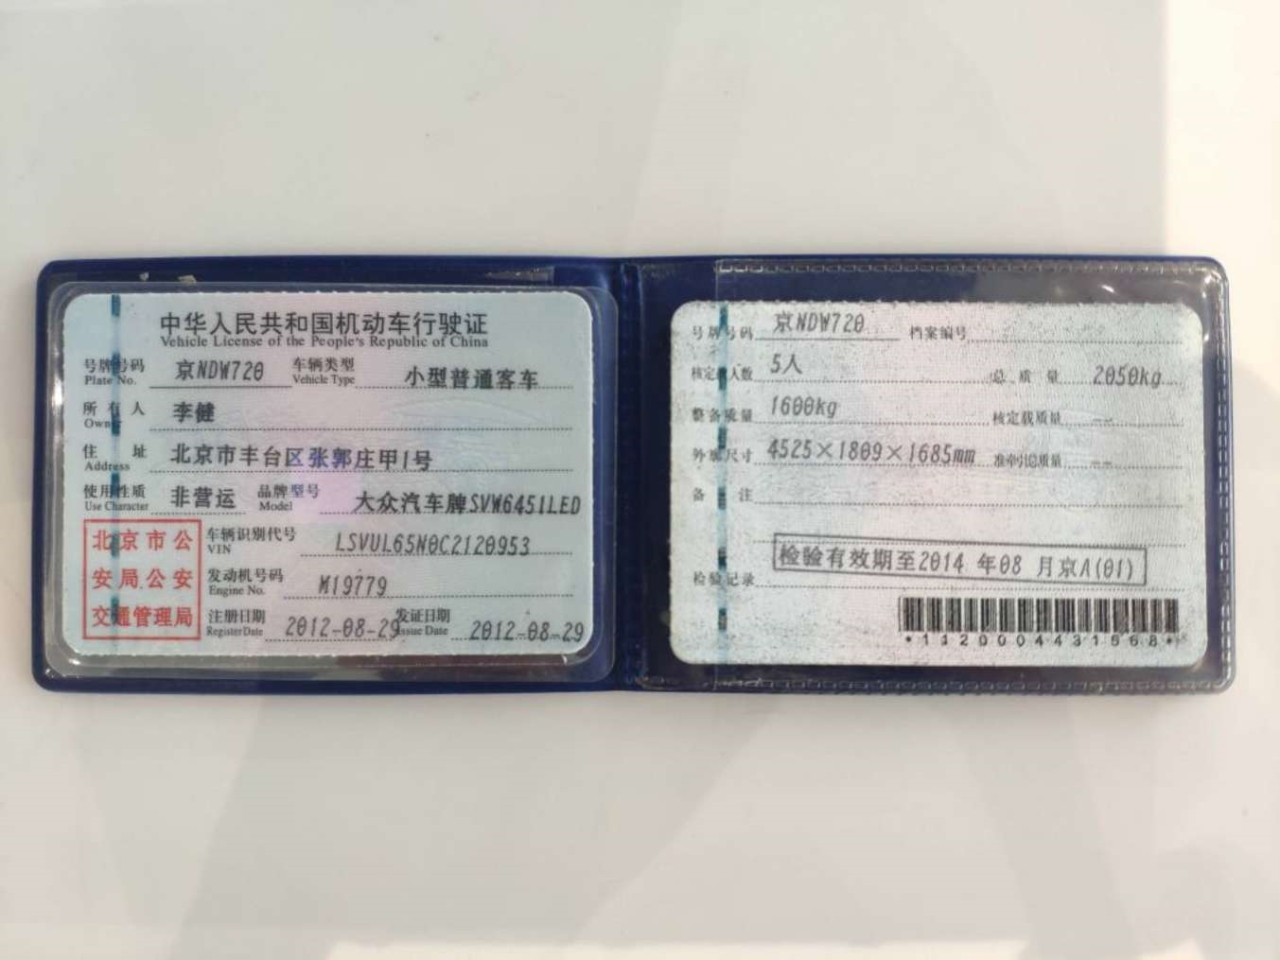 中华人民共和国机动车行驶证
Vehicle License of the People's Republic of China
号牌号码 京NDW720 车辆类型 小型普通客车
Plate No. Vehicle Type
所有人 李健
Owner
住址 北京市丰台区张郭庄甲1号
Address
使用性质 非营运 品牌型号 大众汽车牌SVW6451LED
Use Character Model
北京市公
安局公安
交通管理局
车辆识别代号 LSVUL65N0C2120953
VIN
发动机号码 M19779
Engine No.
注册日期 2012-08-29 发证日期 2012-08-29
Register Date Issue Date
号牌号码 京NDW720 档案编号
核定载人数 5人 总质量 2050kg
整备质量 1600kg 核定载质量 --
外廓尺寸 4525×1809×1685mm 准牵引总质量 --
备注
检验记录 检验有效期至2014年08月京A(01)
*1120004431568*